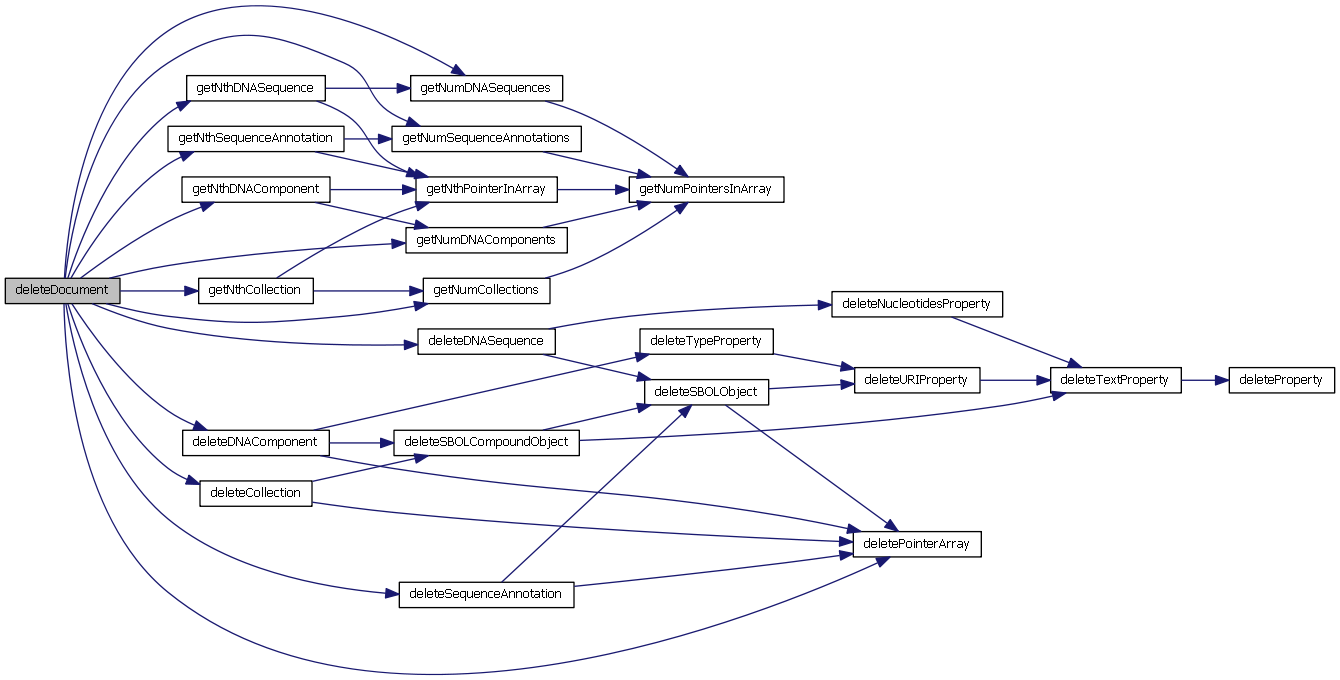 getNthDNASequence
getNumDNASequences
getNthSequenceAnnotation
getNumSequenceAnnotations
getNthDNAComponent
getNthPointerInArray
getNumPointersInArray
getNumDNAComponents
deleteDocument
getNthCollection
getNumCollections
deleteNucleotidesProperty
deleteDNASequence
deleteTypeProperty
deleteURIProperty
deleteTextProperty
deleteProperty
deleteSBOLObject
deleteDNAComponent
deleteSBOLCompoundObject
deleteCollection
deletePointerArray
deleteSequenceAnnotation